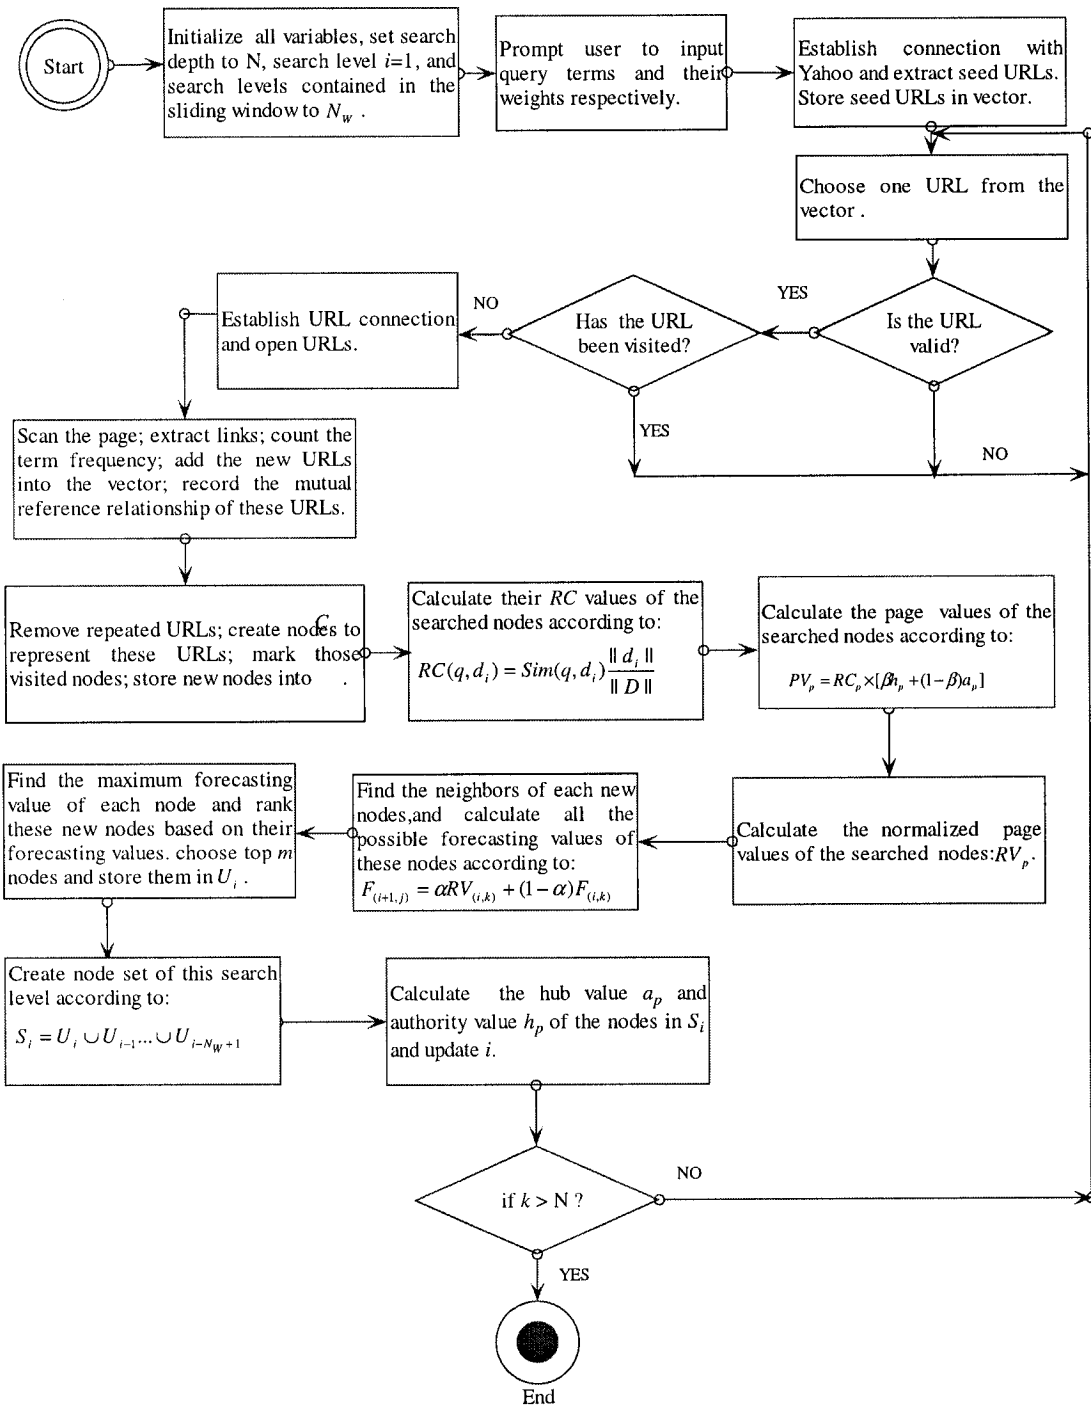 Start
Initialize all variables, set search
depth to N, search level i=1, and
search levels contained in the
sliding window to N_w .
Prompt user to input
query terms and their
weights respectively.
Establish connection with
Yahoo and extract seed URLs.
Store seed URLs in vector.
Choose one URL from the
vector .
Is the URL
valid?
YES
NO
Has the URL
been visited?
NO
YES
Establish URL connection
and open URLs.
Scan the page; extract links; count the
term frequency; add the new URLs
into the vector; record the mutual
reference relationship of these URLs.
Remove repeated URLs; create nodes to
represent these URLs; mark those
visited nodes; store new nodes into .
C
Calculate their RC values of the
searched nodes according to:
RC(q,d_i) = Sim(q,d_i) || d_i || / || D ||
Calculate the page values of the
searched nodes according to:
PV_p = RC_p ×[βh_p +(1−β)a_p]
Calculate the normalized page
values of the searched nodes:RV_p.
Find the neighbors of each new
nodes,and calculate all the
possible forecasting values of
these nodes according to:
F_(i+1,j) = αRV_(i,k) + (1−α)F_(i,k)
Find the maximum forecasting
value of each node and rank
these new nodes based on their
forecasting values. choose top m
nodes and store them in U_i .
Create node set of this search
level according to:
S_i = U_i ∪ U_i−1... ∪ U_i−N_W+1
Calculate the hub value a_p and
authority value h_p of the nodes in S_i
and update i.
if k > N ?
NO
YES
End